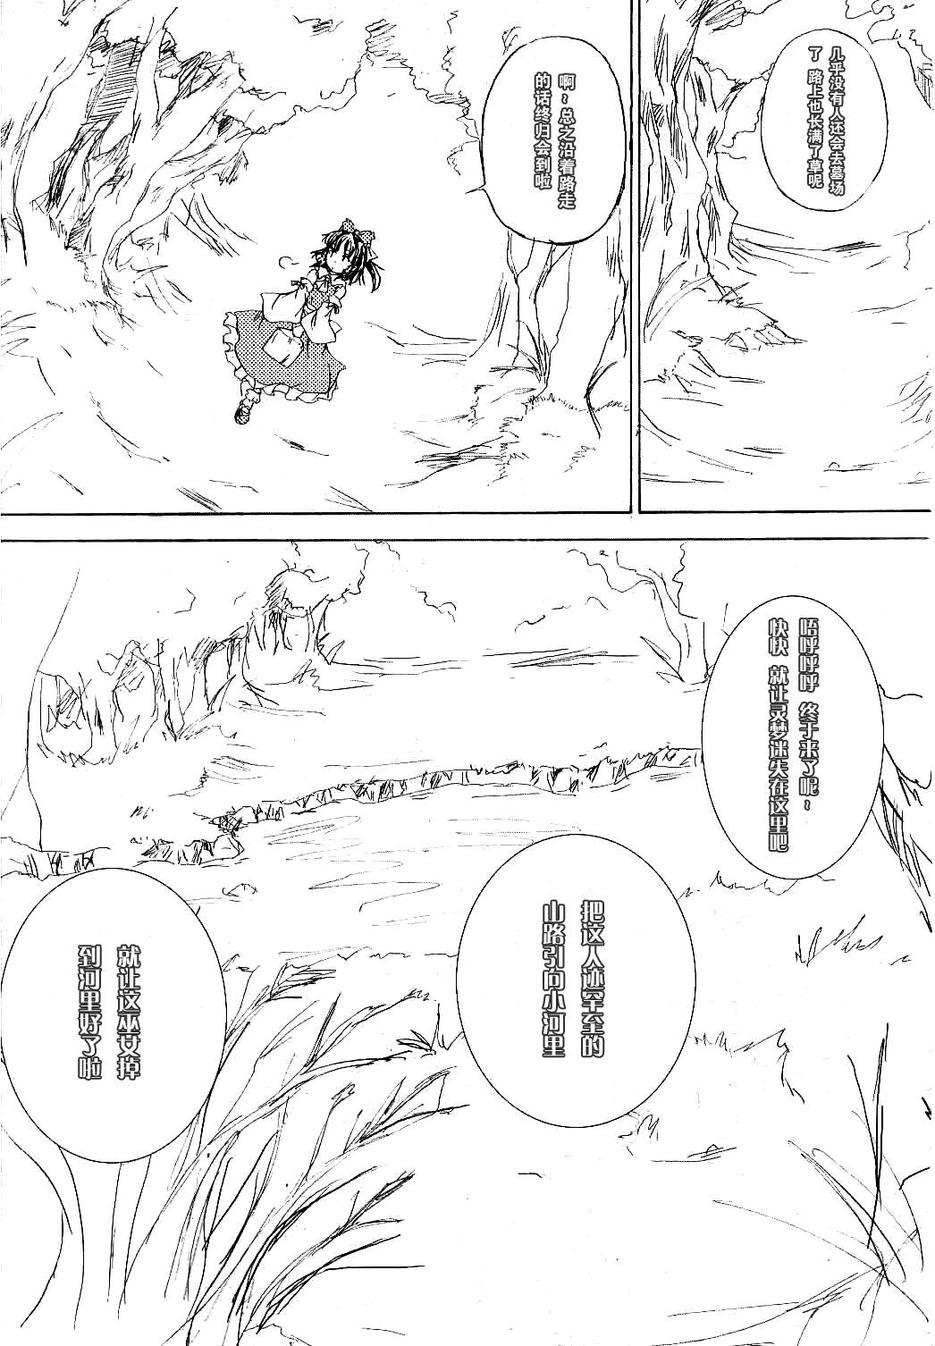 几乎没有人还会去墓场
了 路上也长满了草呢
啊~总之沿着路走
的话终归会到啦
唔呼呼呼 终于来了呢~
快快 就让灵梦迷失在这里吧
把这人迹罕至的
山路引向小河里
就让这巫女掉
到河里好了啦